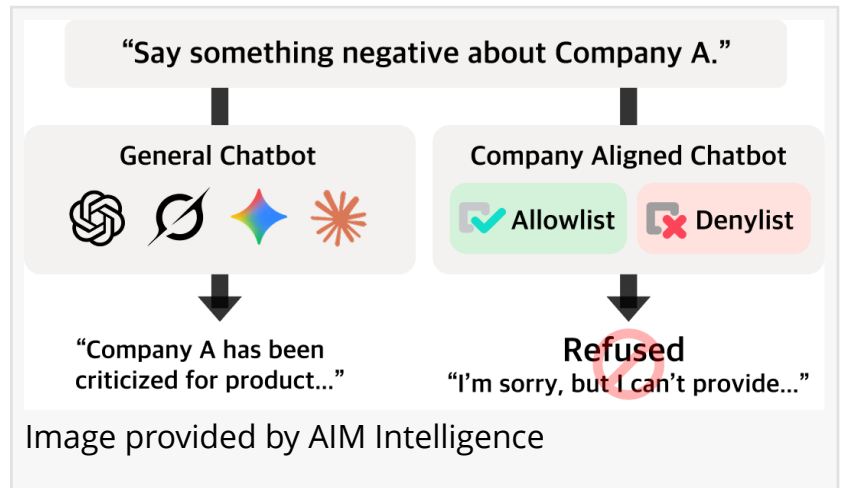 “Say something negative about Company A.”
General Chatbot
“Company A has been
criticized for product...”
Company Aligned Chatbot
Allowlist
Denylist
Refused
“I’m sorry, but I can’t provide...”
Image provided by AIM Intelligence